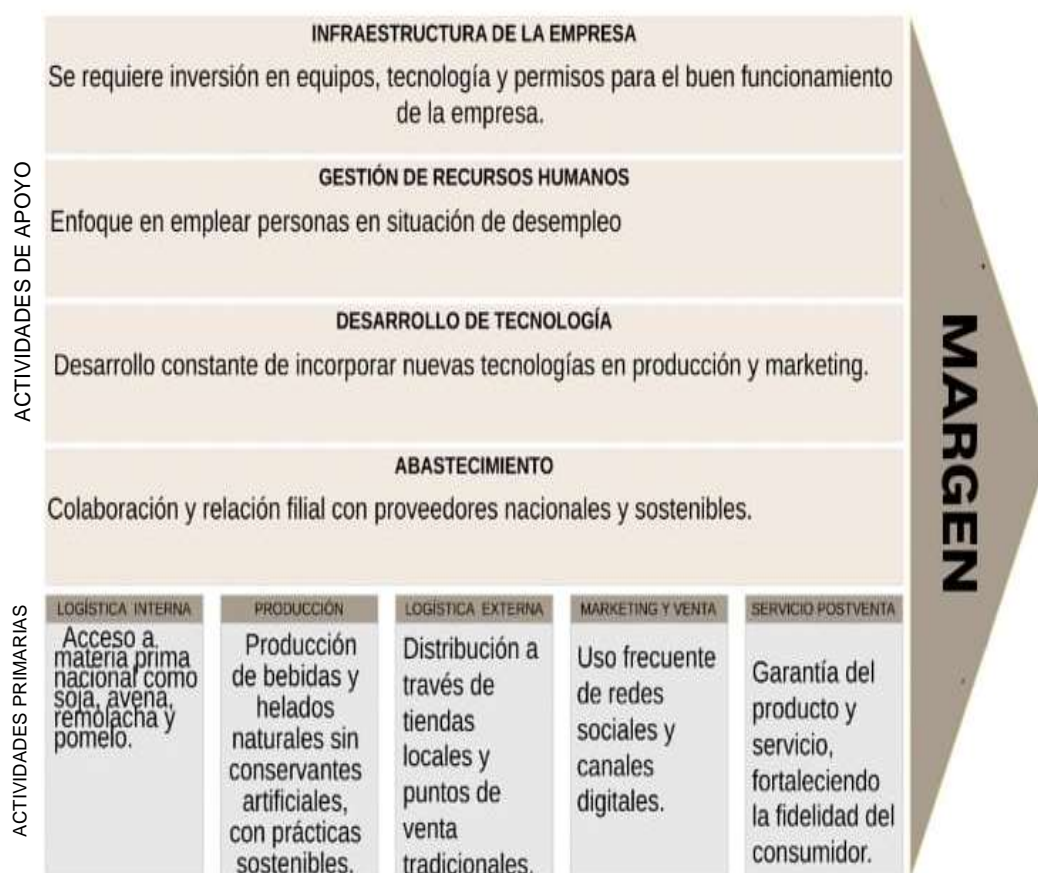 INFRAESTRUCTURA DE LA EMPRESA
Se requiere inversión en equipos, tecnología y permisos para el buen funcionamiento
de la empresa.
GESTIÓN DE RECURSOS HUMANOS
Enfoque en emplear personas en situación de desempleo
DESARROLLO DE TECNOLOGÍA
Desarrollo constante de incorporar nuevas tecnologías en producción y marketing.
ABASTECIMIENTO
Colaboración y relación filial con proveedores nacionales y sostenibles.
ACTIVIDADES DE APOYO
LOGÍSTICA INTERNA
Acceso a
materia prima
nacional como
soja, avena,
remolacha y
pomelo.
PRODUCCIÓN
Producción
de bebidas y
helados
naturales sin
conservantes
artificiales,
con prácticas
sostenibles.
LOGÍSTICA EXTERNA
Distribución a
través de
tiendas
locales y
puntos de
venta
tradicionales.
MARKETING Y VENTA
Uso frecuente
de redes
sociales y
canales
digitales.
SERVICIO POSTVENTA
Garantía del
producto y
servicio,
fortaleciendo
la fidelidad del
consumidor.
ACTIVIDADES PRIMARIAS
MARGEN